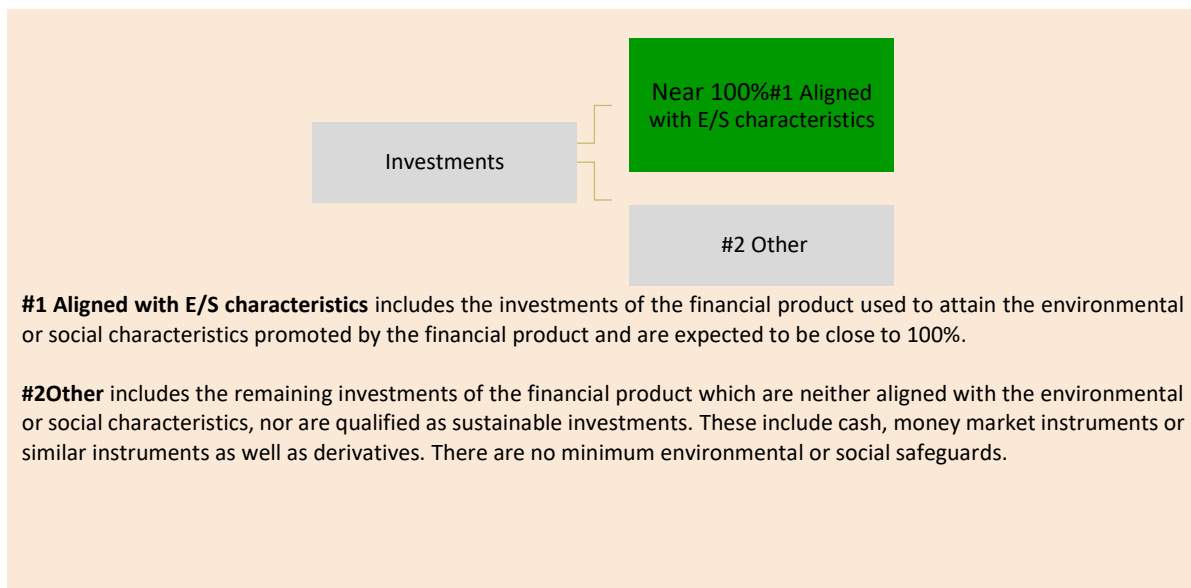 Near 100%#1 Aligned
with E/S characteristics
Investments
#2 Other
#1 Aligned with E/S characteristics includes the investments of the financial product used to attain the environmental
or social characteristics promoted by the financial product and are expected to be close to 100%.
#2Other includes the remaining investments of the financial product which are neither aligned with the environmental
or social characteristics, nor are qualified as sustainable investments. These include cash, money market instruments or
similar instruments as well as derivatives. There are no minimum environmental or social safeguards.